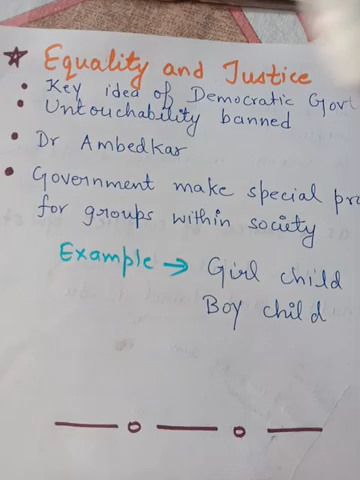 Equality and Justice
Key idea of Democratic
Untouchability banned
Dr Ambedkar
Government make special
for groups within society
Example → Girl child
Boy child